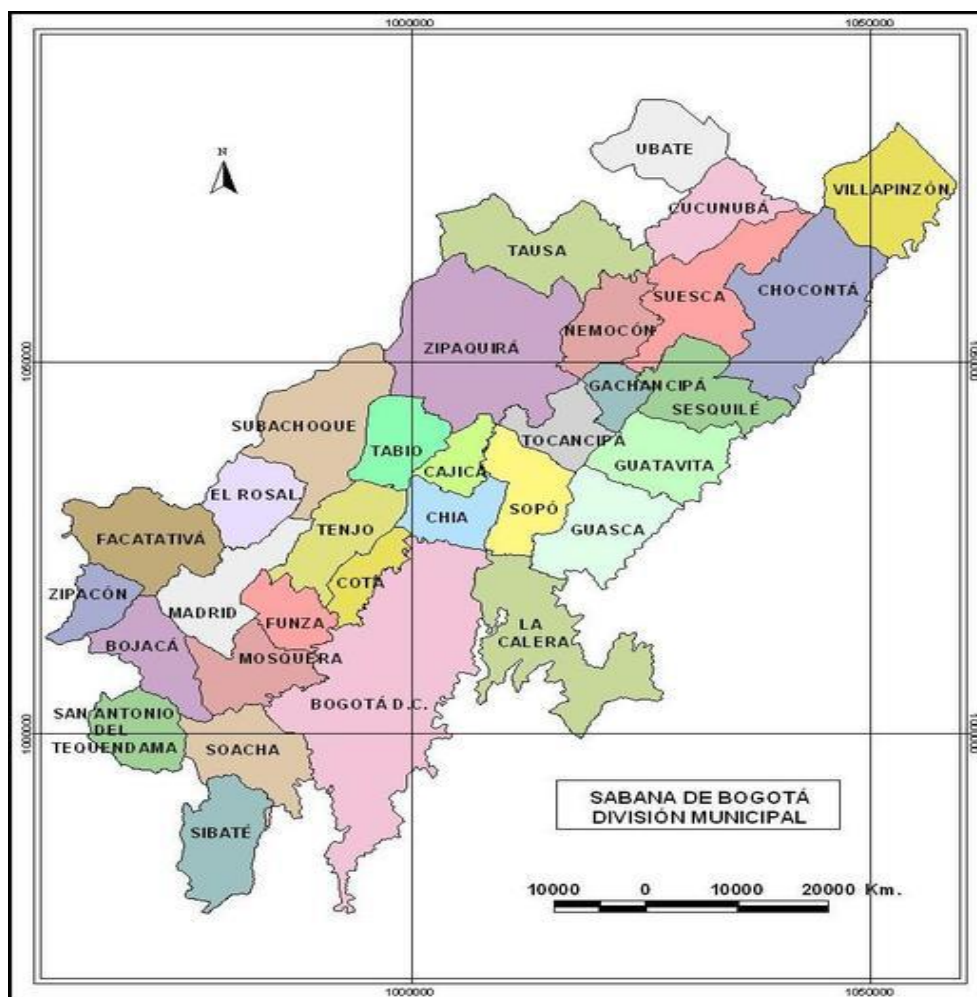 1000000
1050000
N
UBATE
VILLAPINZÓN
CUCUNUBÁ
TAUSA
CHOCONTÁ
SUESCA
NEMOCÓN
ZIPAQUIRÁ
1050000
1050000
GACHANCIPÁ
SESQUILÉ
SUBACHOQUE
TOCANCIPÁ
TABIO
CAJICÁ
GUATAVITA
EL ROSAL
SOPÓ
CHIA
TENJO
GUASCA
FACATATIVÁ
COTA
ZIPACÓN
MADRID
FUNZA
LA
CALERA
BOJACÁ
MOSQUERA
BOGOTÁ D.C.
SAN ANTONIO
DEL
TEQUENDAMA
1000000
1000000
SOACHA
SIBATÉ
SABANA DE BOGOTÁ
DIVISIÓN MUNICIPAL
10000 0 10000 20000 Km.
1000000
1050000